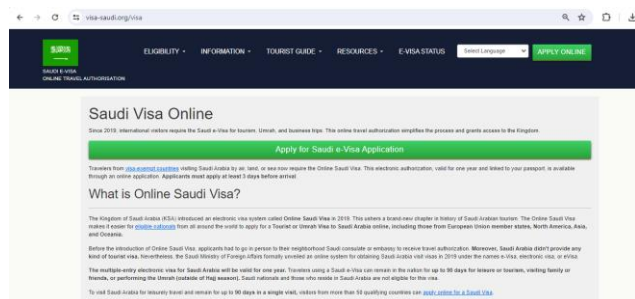 visa-saudi.org/visa
ELIGIBILITY INFORMATION TOURIST GUIDE RESOURCES E-VISA STATUS Select Language APPLY ONLINE
SAUDI E-VISA
ONLINE TRAVEL AUTHORISATION
Saudi Visa Online
Since 2019, international visitors require the Saudi e-Visa for tourism, Umrah, and business trips. This online travel authorization simplifies the process and grants access to the Kingdom.
Apply for Saudi e-Visa Application
Travelers from visa-exempt countries visiting Saudi Arabia by air, land, or sea now require the Online Saudi Visa. This electronic authorization, valid for one year and linked to your passport, is available
through an online application. Applicants must apply at least 3 days before arrival.
What is Online Saudi Visa?
The Kingdom of Saudi Arabia (KSA) introduced an electronic visa system called Online Saudi Visa in 2019. This ushers a brand-new chapter in history of Saudi Arabian tourism. The Online Saudi Visa
makes it easier for eligible nationals from all around the world to apply for a Tourist or Umrah Visa to Saudi Arabia online, including those from European Union member states, North America, Asia,
and Oceania.
Before the introduction of Online Saudi Visa, applicants had to go in person to their neighborhood Saudi consulate or embassy to receive travel authorization. Moreover, Saudi Arabia didn't provide any
kind of tourist visa. Nevertheless, the Saudi Ministry of Foreign Affairs formally unveiled an online system for obtaining Saudi Arabia visit visas in 2019 under the names e-Visa, electronic visa, or eVisa.
The multiple-entry electronic visa for Saudi Arabia will be valid for one year. Travelers using a Saudi e-Visa can remain in the nation for up to 90 days for leisure or tourism, visiting family or
friends, or performing the Umrah (outside of Hajj season). Saudi nationals and those who reside in Saudi Arabia are not eligible for this visa.
To visit Saudi Arabia for leisurely travel and remain for up to 90 days in a single visit, visitors from more than 50 qualifying countries can apply online for a Saudi Visa.